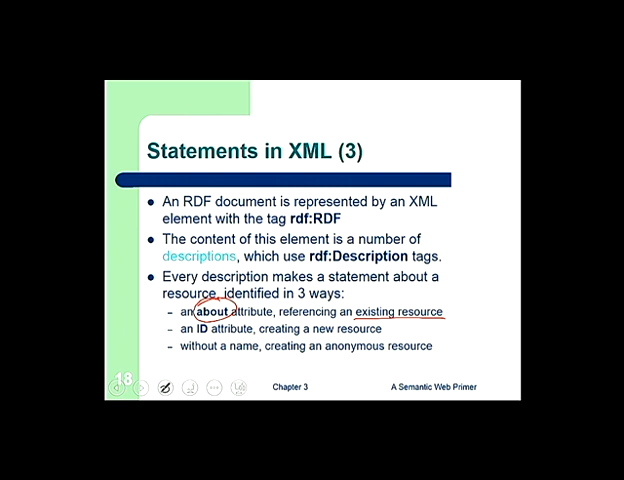 Statements in XML (3)
• An RDF document is represented by an XML
element with the tag rdf:RDF
• The content of this element is a number of
descriptions, which use rdf:Description tags.
• Every description makes a statement about a
resource, identified in 3 ways:
– an about attribute, referencing an existing resource
– an ID attribute, creating a new resource
– without a name, creating an anonymous resource
18
Chapter 3
A Semantic Web Primer